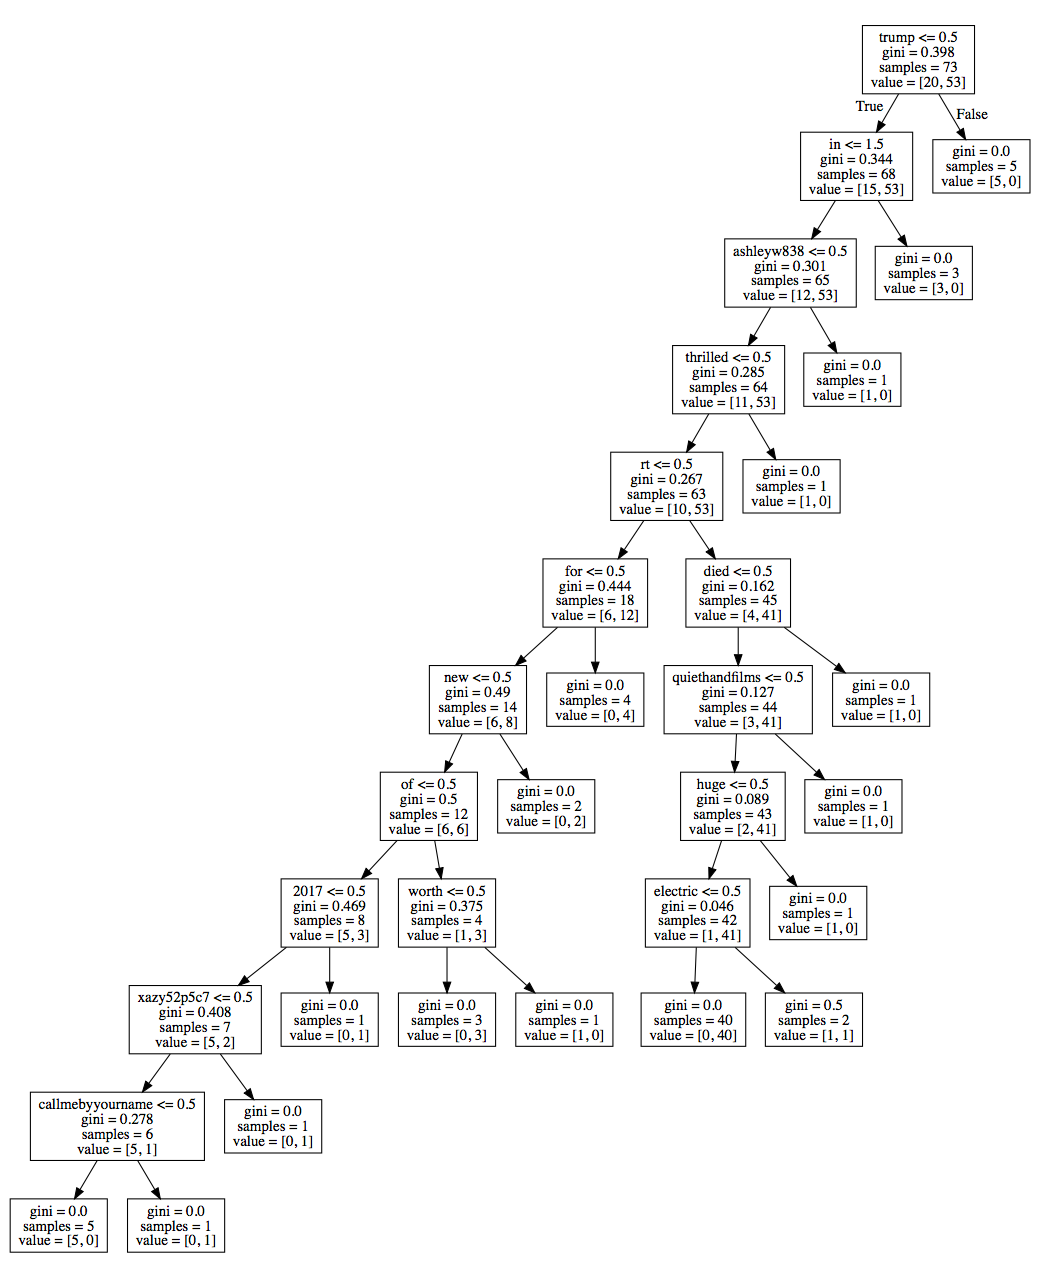 trump <= 0.5
gini = 0.398
samples = 73
value = [20, 53]
True
False
in <= 1.5
gini = 0.344
samples = 68
value = [15, 53]
gini = 0.0
samples = 5
value = [5, 0]
ashleyw838 <= 0.5
gini = 0.301
samples = 65
value = [12, 53]
gini = 0.0
samples = 3
value = [3, 0]
thrilled <= 0.5
gini = 0.285
samples = 64
value = [11, 53]
gini = 0.0
samples = 1
value = [1, 0]
rt <= 0.5
gini = 0.267
samples = 63
value = [10, 53]
gini = 0.0
samples = 1
value = [1, 0]
for <= 0.5
gini = 0.444
samples = 18
value = [6, 12]
died <= 0.5
gini = 0.162
samples = 45
value = [4, 41]
new <= 0.5
gini = 0.49
samples = 14
value = [6, 8]
gini = 0.0
samples = 4
value = [0, 4]
quiethandfilms <= 0.5
gini = 0.127
samples = 44
value = [3, 41]
gini = 0.0
samples = 1
value = [1, 0]
of <= 0.5
gini = 0.5
samples = 12
value = [6, 6]
gini = 0.0
samples = 2
value = [0, 2]
huge <= 0.5
gini = 0.089
samples = 43
value = [2, 41]
gini = 0.0
samples = 1
value = [1, 0]
2017 <= 0.5
gini = 0.469
samples = 8
value = [5, 3]
worth <= 0.5
gini = 0.375
samples = 4
value = [1, 3]
electric <= 0.5
gini = 0.046
samples = 42
value = [1, 41]
gini = 0.0
samples = 1
value = [1, 0]
xazy52p5c7 <= 0.5
gini = 0.408
samples = 7
value = [5, 2]
gini = 0.0
samples = 1
value = [0, 1]
gini = 0.0
samples = 3
value = [0, 3]
gini = 0.0
samples = 1
value = [1, 0]
gini = 0.0
samples = 40
value = [0, 40]
gini = 0.5
samples = 2
value = [1, 1]
callmebyyourname <= 0.5
gini = 0.278
samples = 6
value = [5, 1]
gini = 0.0
samples = 1
value = [0, 1]
gini = 0.0
samples = 5
value = [5, 0]
gini = 0.0
samples = 1
value = [0, 1]